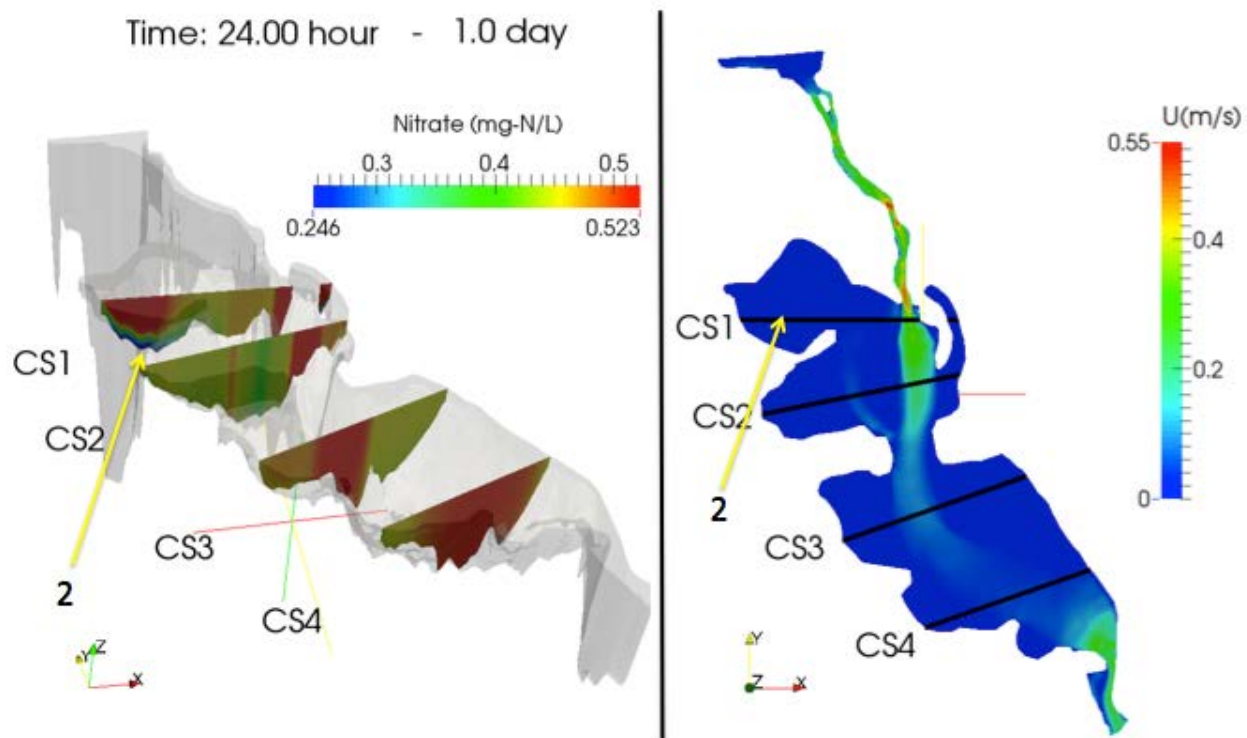 Time: 24.00 hour - 1.0 day
Nitrate (mg-N/L)
0.3 0.4 0.5
0.246 0.523
CS1
CS2
CS3
CS4
2
Y Z X
U(m/s)
0.55
0.4
0.2
0
CS1
CS2
2
CS3
CS4
Y
Z X